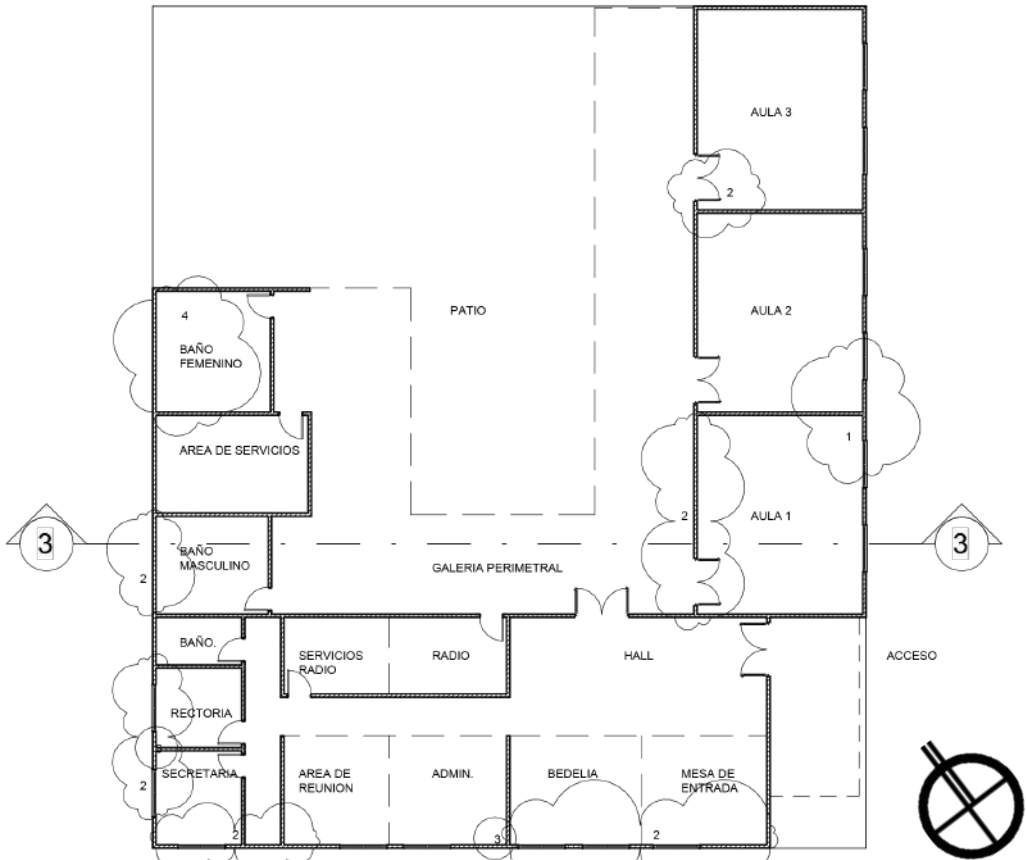 AULA 3
2
4
BAÑO
FEMENINO
PATIO
AULA 2
AREA DE SERVICIOS
1
2
AULA 1
3
3
BAÑO
MASCULINO
2
GALERIA PERIMETRAL
BAÑO.
SERVICIOS
RADIO
RADIO
HALL
ACCESO
RECTORIA
SECRETARIA
2
AREA DE
REUNION
ADMIN.
BEDELIA
MESA DE
ENTRADA
2
3
2